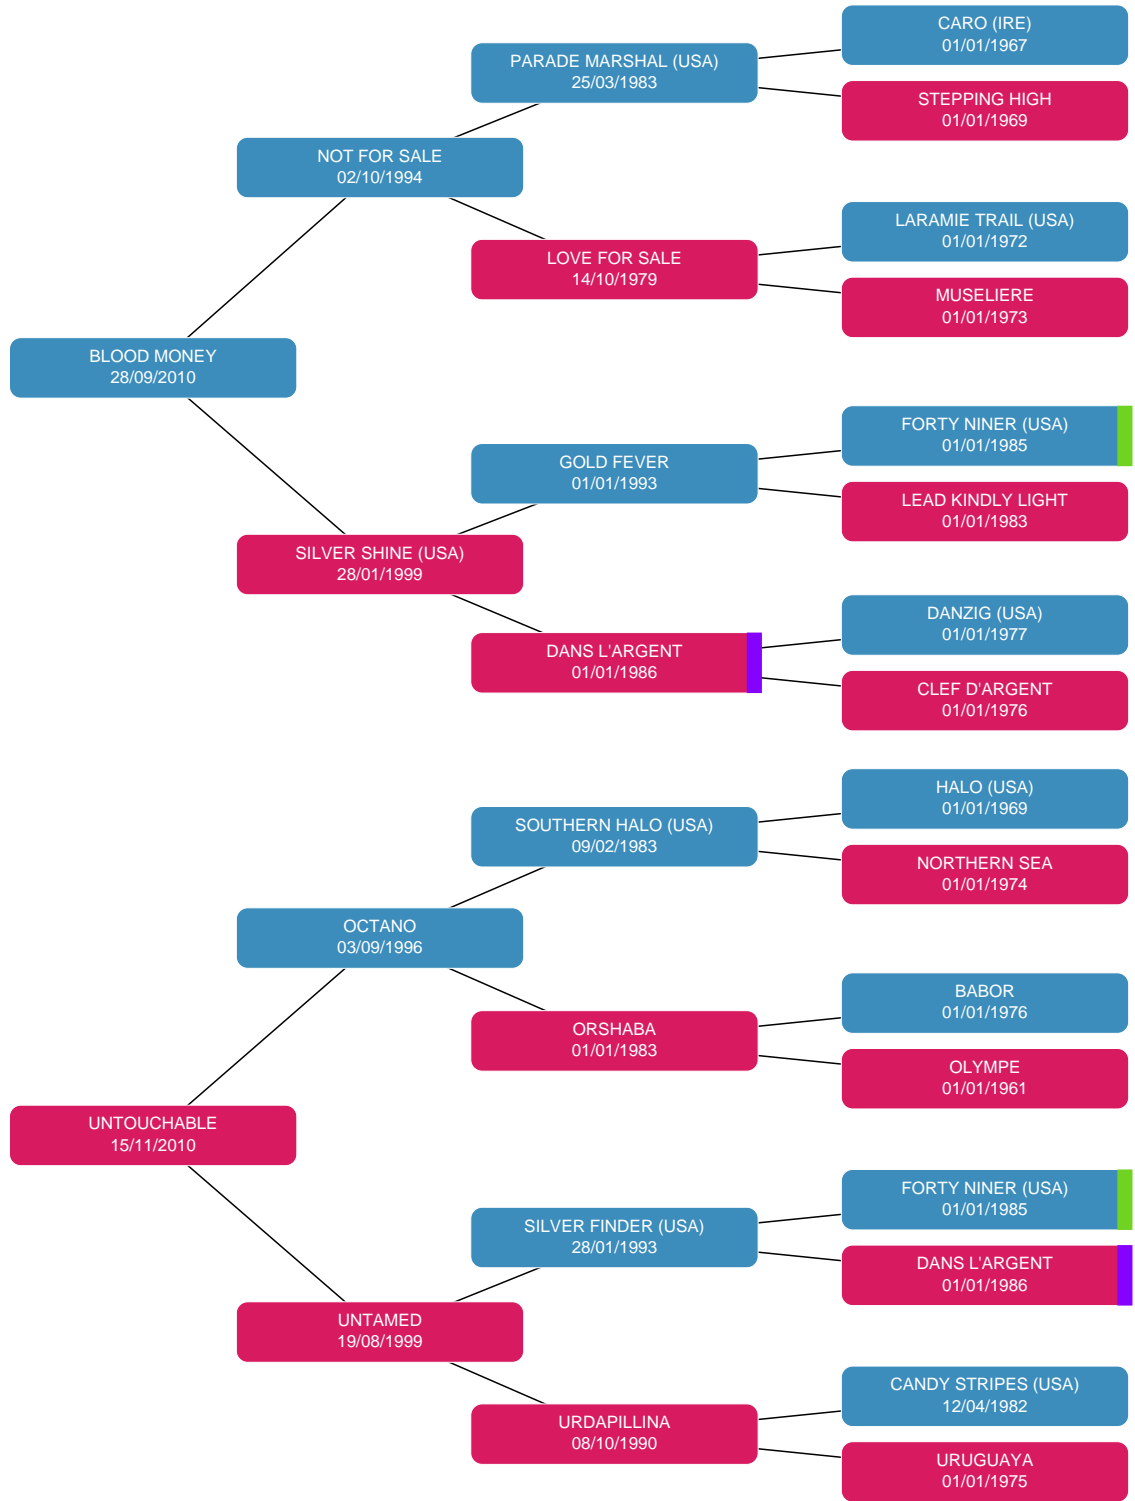 CARO (IRE)
01/01/1967
PARADE MARSHAL (USA)
25/03/1983
STEPPING HIGH
01/01/1969
NOT FOR SALE
02/10/1994
LARAMIE TRAIL (USA)
01/01/1972
LOVE FOR SALE
14/10/1979
MUSELIERE
01/01/1973
BLOOD MONEY
28/09/2010
FORTY NINER (USA)
01/01/1985
GOLD FEVER
01/01/1993
LEAD KINDLY LIGHT
01/01/1983
SILVER SHINE (USA)
28/01/1999
DANZIG (USA)
01/01/1977
DANS L'ARGENT
01/01/1986
CLEF D'ARGENT
01/01/1976
HALO (USA)
01/01/1969
SOUTHERN HALO (USA)
09/02/1983
NORTHERN SEA
01/01/1974
OCTANO
03/09/1996
BABOR
01/01/1976
ORSHABA
01/01/1983
OLYMPE
01/01/1961
UNTOUCHABLE
15/11/2010
FORTY NINER (USA)
01/01/1985
SILVER FINDER (USA)
28/01/1993
DANS L'ARGENT
01/01/1986
UNTAMED
19/08/1999
CANDY STRIPES (USA)
12/04/1982
URDAPILLINA
08/10/1990
URUGUAYA
01/01/1975